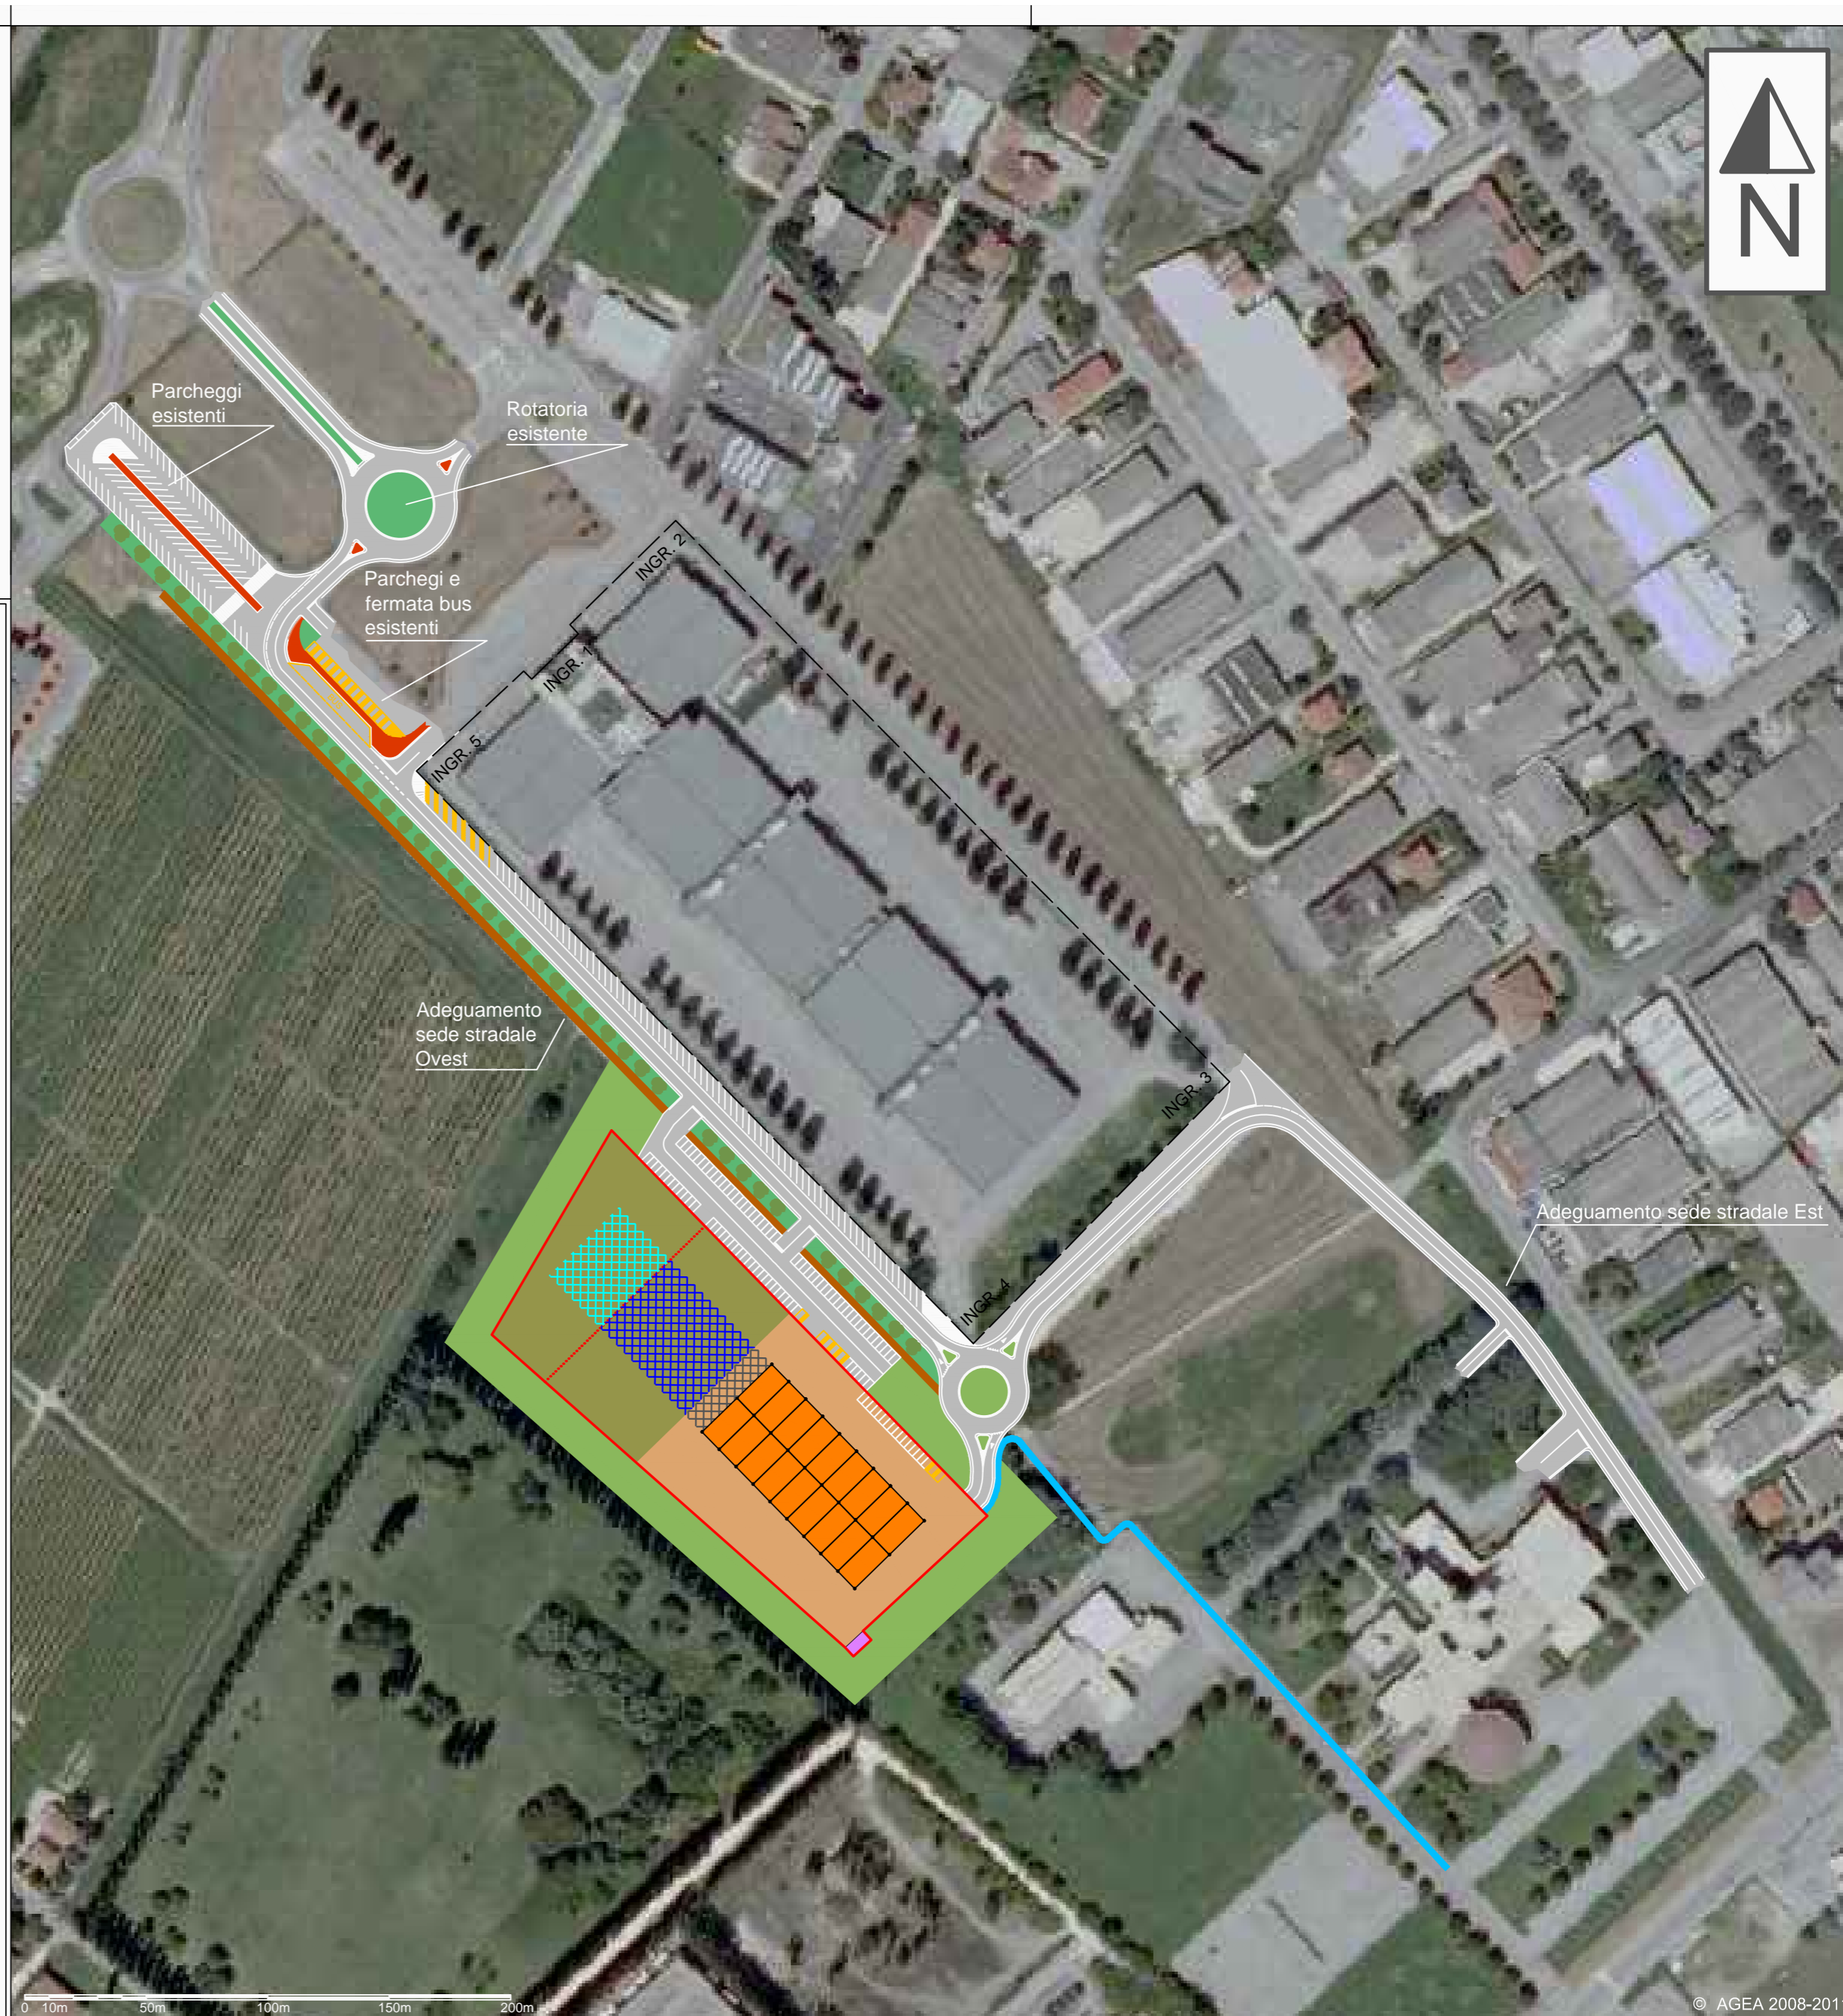 N
Parcheggi
esistenti
Rotatoria
esistente
INGR. 2
Parchegi e
fermata bus
esistenti
INGR. 1
INGR. 5
Adeguamento
sede stradale
Ovest
INGR. 3
Adeguamento sede stradale Est
INGR. 4
0 10m 50m 100m 150m 200m
© AGEA 2008-201